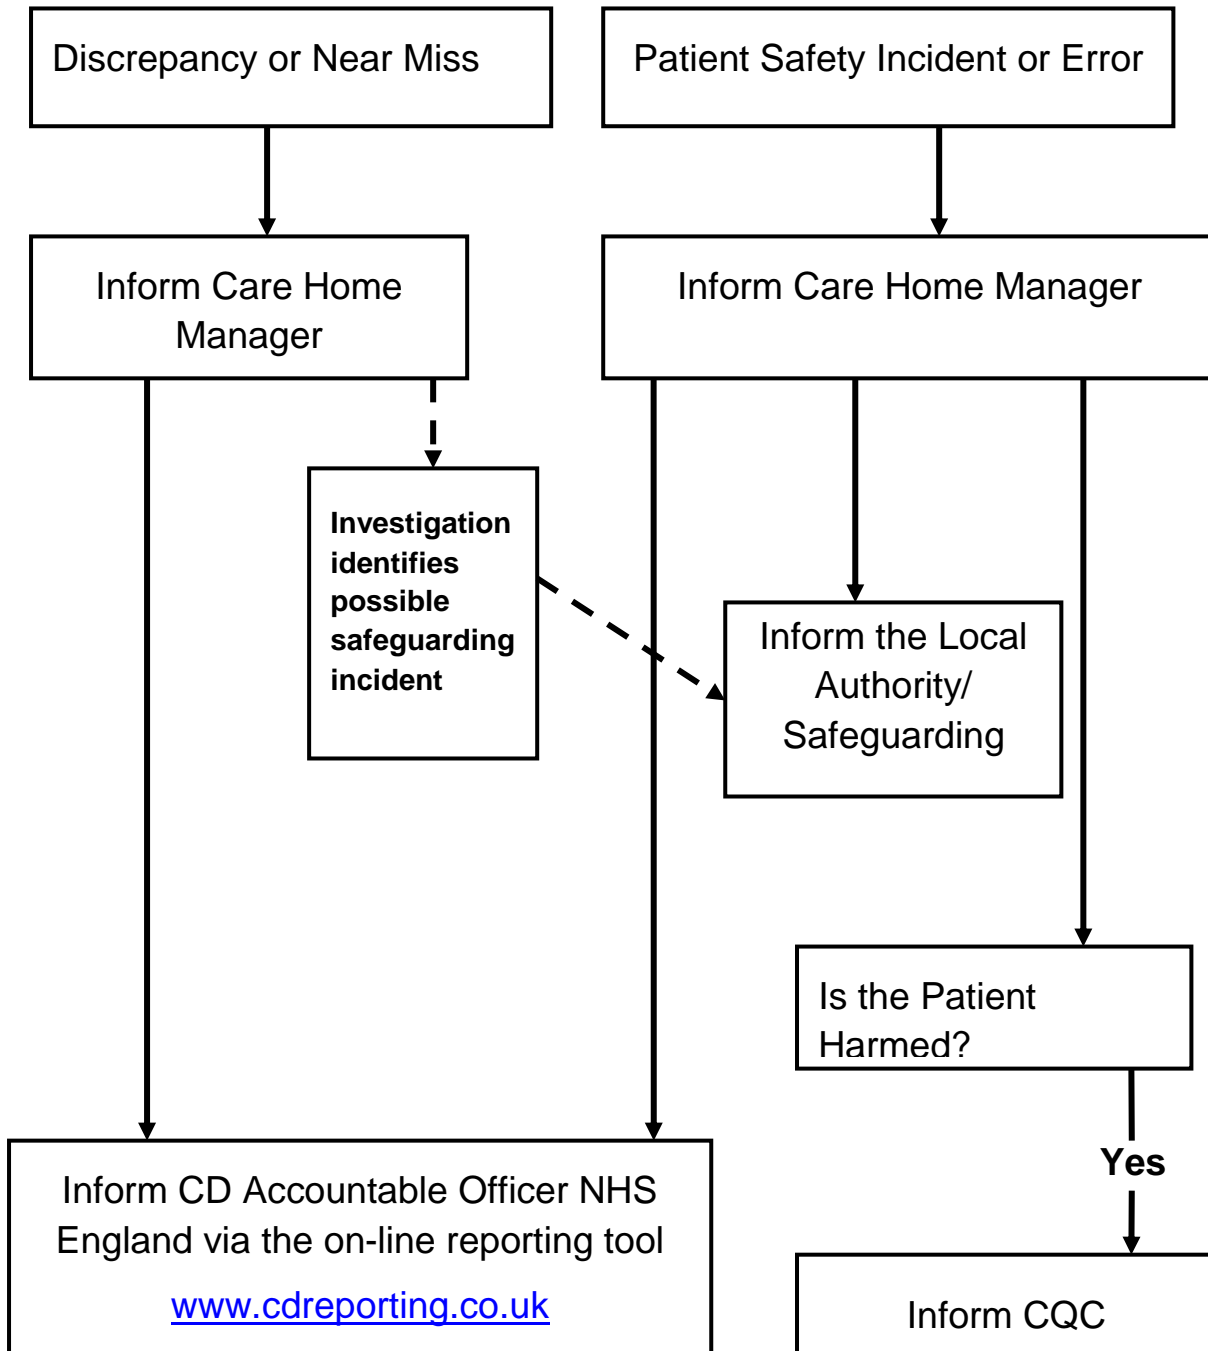 Discrepancy or Near Miss
Patient Safety Incident or Error
Inform Care Home
Manager
Inform Care Home Manager
Investigation
identifies
possible
safeguarding
incident
Inform the Local
Authority/
Safeguarding
Is the Patient
Harmed?
Yes
Inform CD Accountable Officer NHS
England via the on-line reporting tool
www.cdreporting.co.uk
Inform CQC